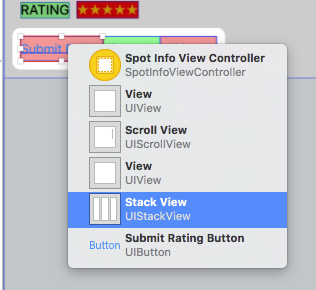 RATING ★★★★★
Submit
Spot Info View Controller
SpotInfoViewController
View
UIView
Scroll View
UIScrollView
View
UIView
Stack View
UIStackView
Button
Submit Rating Button
UIButton